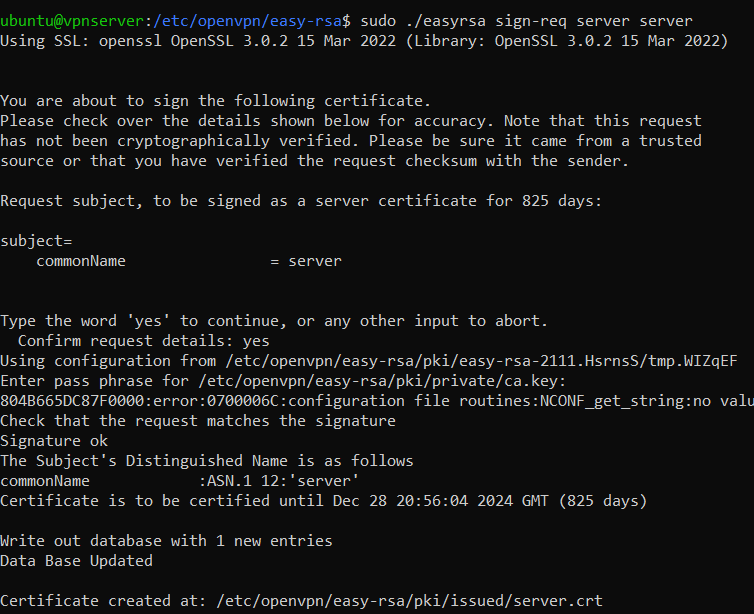 ubuntu@vpnserver:/etc/openvpn/easy-rsa$ sudo ./easyrsa sign-req server server
Using SSL: openssl OpenSSL 3.0.2 15 Mar 2022 (Library: OpenSSL 3.0.2 15 Mar 2022)
You are about to sign the following certificate.
Please check over the details shown below for accuracy. Note that this request
has not been cryptographically verified. Please be sure it came from a trusted
source or that you have verified the request checksum with the sender.
Request subject, to be signed as a server certificate for 825 days:
subject=
    commonName                = server
Type the word 'yes' to continue, or any other input to abort.
  Confirm request details: yes
Using configuration from /etc/openvpn/easy-rsa/pki/easy-rsa-2111.HsrnsS/tmp.WIZqEF
Enter pass phrase for /etc/openvpn/easy-rsa/pki/private/ca.key:
804B665DC87F0000:error:0700006C:configuration file routines:NCONF_get_string:no valu
Check that the request matches the signature
Signature ok
The Subject's Distinguished Name is as follows
commonName            :ASN.1 12:'server'
Certificate is to be certified until Dec 28 20:56:04 2024 GMT (825 days)
Write out database with 1 new entries
Data Base Updated
Certificate created at: /etc/openvpn/easy-rsa/pki/issued/server.crt